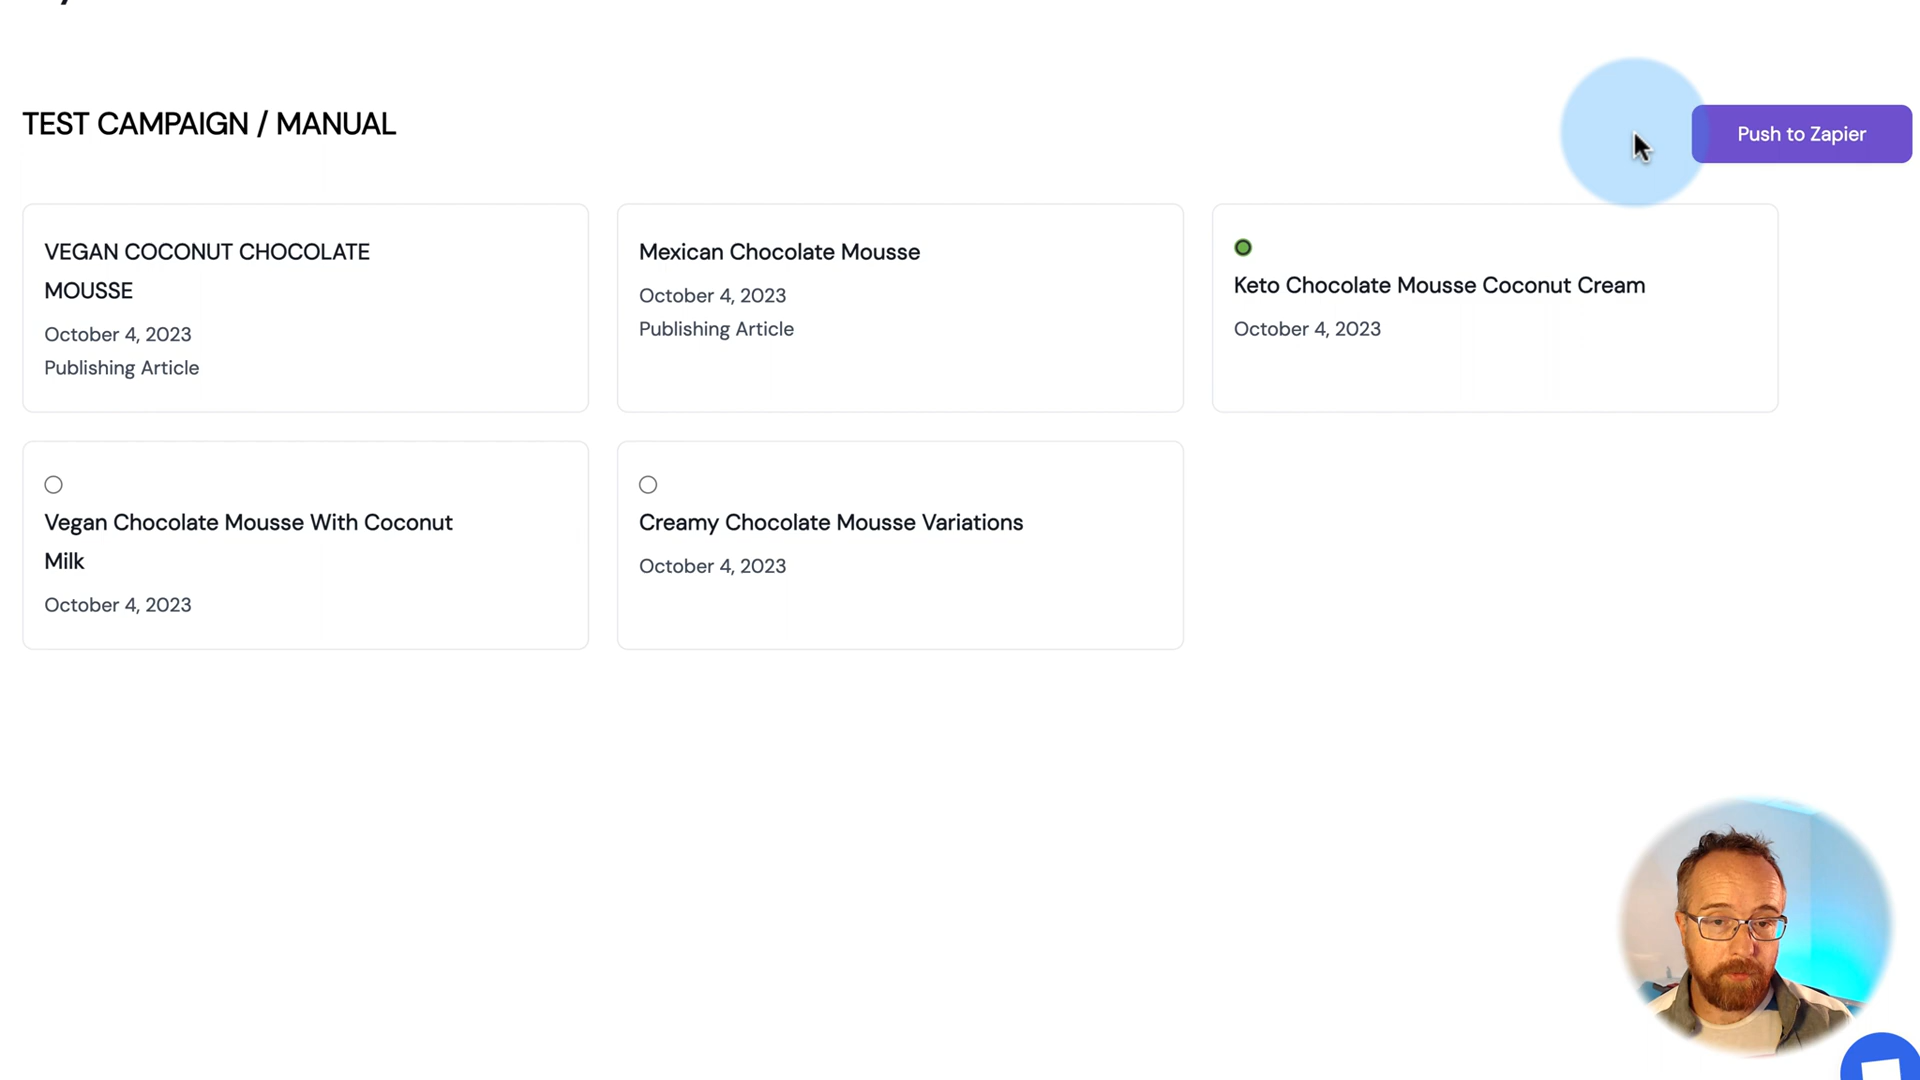 TEST CAMPAIGN / MANUAL
Push to Zapier
VEGAN COCONUT CHOCOLATE
MOUSSE
October 4, 2023
Publishing Article
Mexican Chocolate Mousse
October 4, 2023
Publishing Article
Keto Chocolate Mousse Coconut Cream
October 4, 2023
Vegan Chocolate Mousse With Coconut
Milk
October 4, 2023
Creamy Chocolate Mousse Variations
October 4, 2023